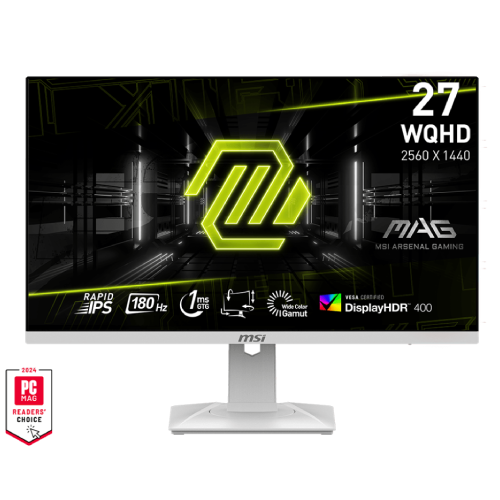 27
WQHD
2560 X 1440
MAG
MSI ARSENAL GAMING
RAPID
IPS
180Hz
1ms
GTG
Wide Color
Gamut
VESA CERTIFIED
DisplayHDR™ 400
msi
2024
PC
MAG
READERS'
CHOICE